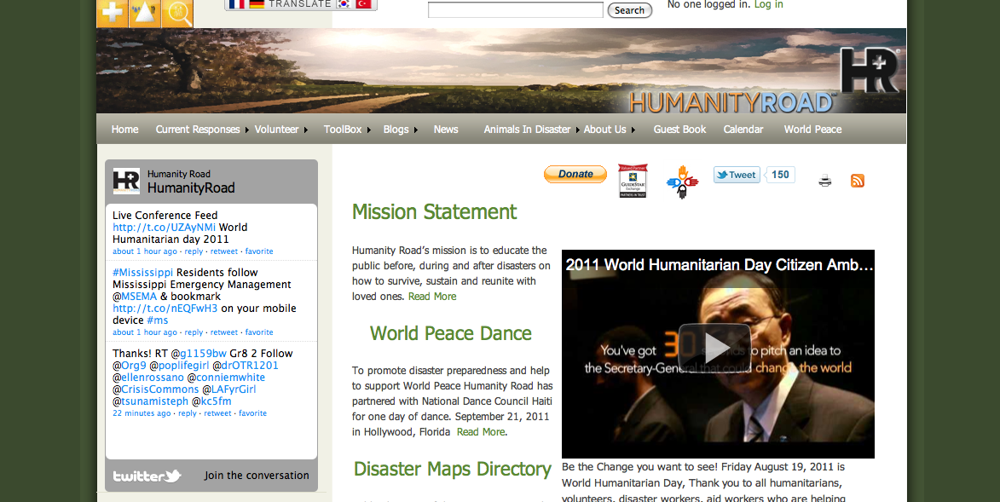 TRANSLATE
Search
No one logged in. Log in
HR
HUMANITYROAD
Home
Current Responses
Volunteer
ToolBox
Blogs
News
Animals In Disaster
About Us
Guest Book
Calendar
World Peace
Humanity Road
HumanityRoad
Live Conference Feed
http://t.co/UZAyNMi World
Humanitarian day 2011
about 1 hour ago · reply · retweet · favorite
#Mississippi Residents follow
Mississippi Emergency Management
@MSEMA & bookmark
http://t.co/nEQFwH3 on your mobile
device #ms
about 1 hour ago · reply · retweet · favorite
Thanks! RT @g1159bw Gr8 2 Follow
@Org9 @poplifegirl @drOTR1201
@ellenrossano @conniemwhite
@CrisisCommons @LAFyrGirl
@tsunamisteph @kc5fm
22 minutes ago · reply · retweet · favorite
twitter
Join the conversation
Donate
Valued Partner
GuideStar
Exchange
Tweet
150
Mission Statement
Humanity Road's mission is to educate the
public before, during and after disasters on
how to survive, sustain and reunite with
loved ones. Read More
World Peace Dance
To promote disaster preparedness and help
to support World Peace Humanity Road has
partnered with National Dance Council Haiti
for one day of dance. September 21, 2011
in Hollywood, Florida  Read More.
Disaster Maps Directory
2011 World Humanitarian Day Citizen Amb...
You've got 30 to pitch an idea to
the Secretary-General that could change the world
Be the Change you want to see! Friday August 19, 2011 is
World Humanitarian Day, Thank you to all humanitarians,
volunteers, disaster workers, aid workers who are helping